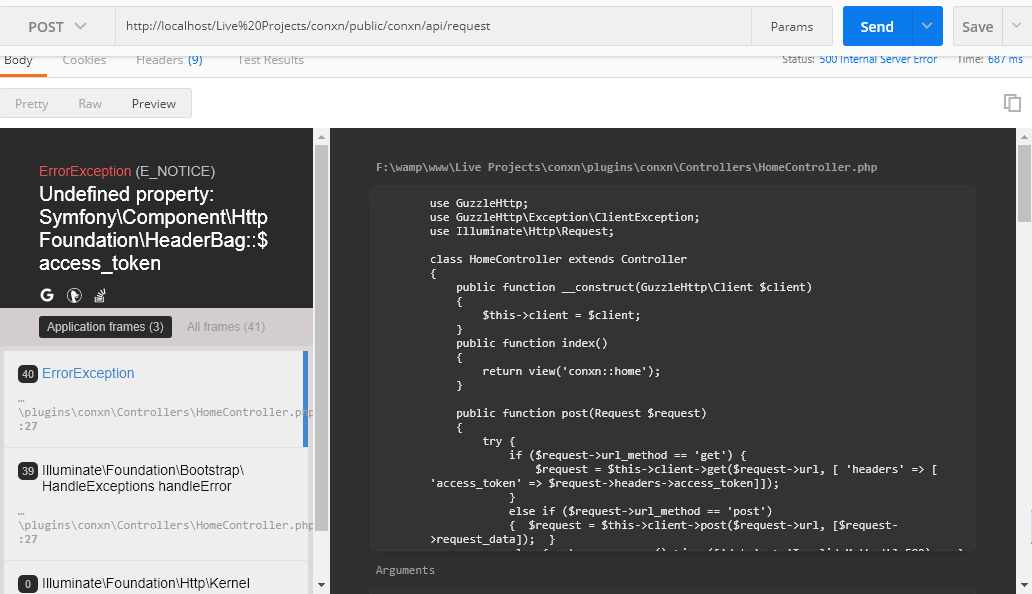 POST
http://localhost/Live%20Projects/conxn/public/conxn/api/request
Params
Send
Save
Body
Cookies
Headers (9)
Test Results
Status: 500 Internal Server Error
Time: 687 ms
Pretty
Raw
Preview
ErrorException (E_NOTICE)
Undefined property:
Symfony\Component\Http
Foundation\HeaderBag::$
access_token
Application frames (3)
All frames (41)
40 ErrorException
…
\plugins\conxn\Controllers\HomeController.php
:27
39 Illuminate\Foundation\Bootstrap\
HandleExceptions handleError
…
\plugins\conxn\Controllers\HomeController.php
:27
0 Illuminate\Foundation\Http\Kernel
F:\wamp\www\Live Projects\conxn\plugins\conxn\Controllers\HomeController.php
use GuzzleHttp;
use GuzzleHttp\Exception\ClientException;
use Illuminate\Http\Request;
class HomeController extends Controller
{
public function __construct(GuzzleHttp\Client $client)
{
$this->client = $client;
}
public function index()
{
return view('conxn::home');
}
public function post(Request $request)
{
try {
if ($request->url_method == 'get') {
$request = $this->client->get($request->url, [ 'headers' => [
'access_token' => $request->headers->access_token]]);
}
else if ($request->url_method == 'post')
{  $request = $this->client->post($request->url, [$request-
>request_data]);  }
Arguments